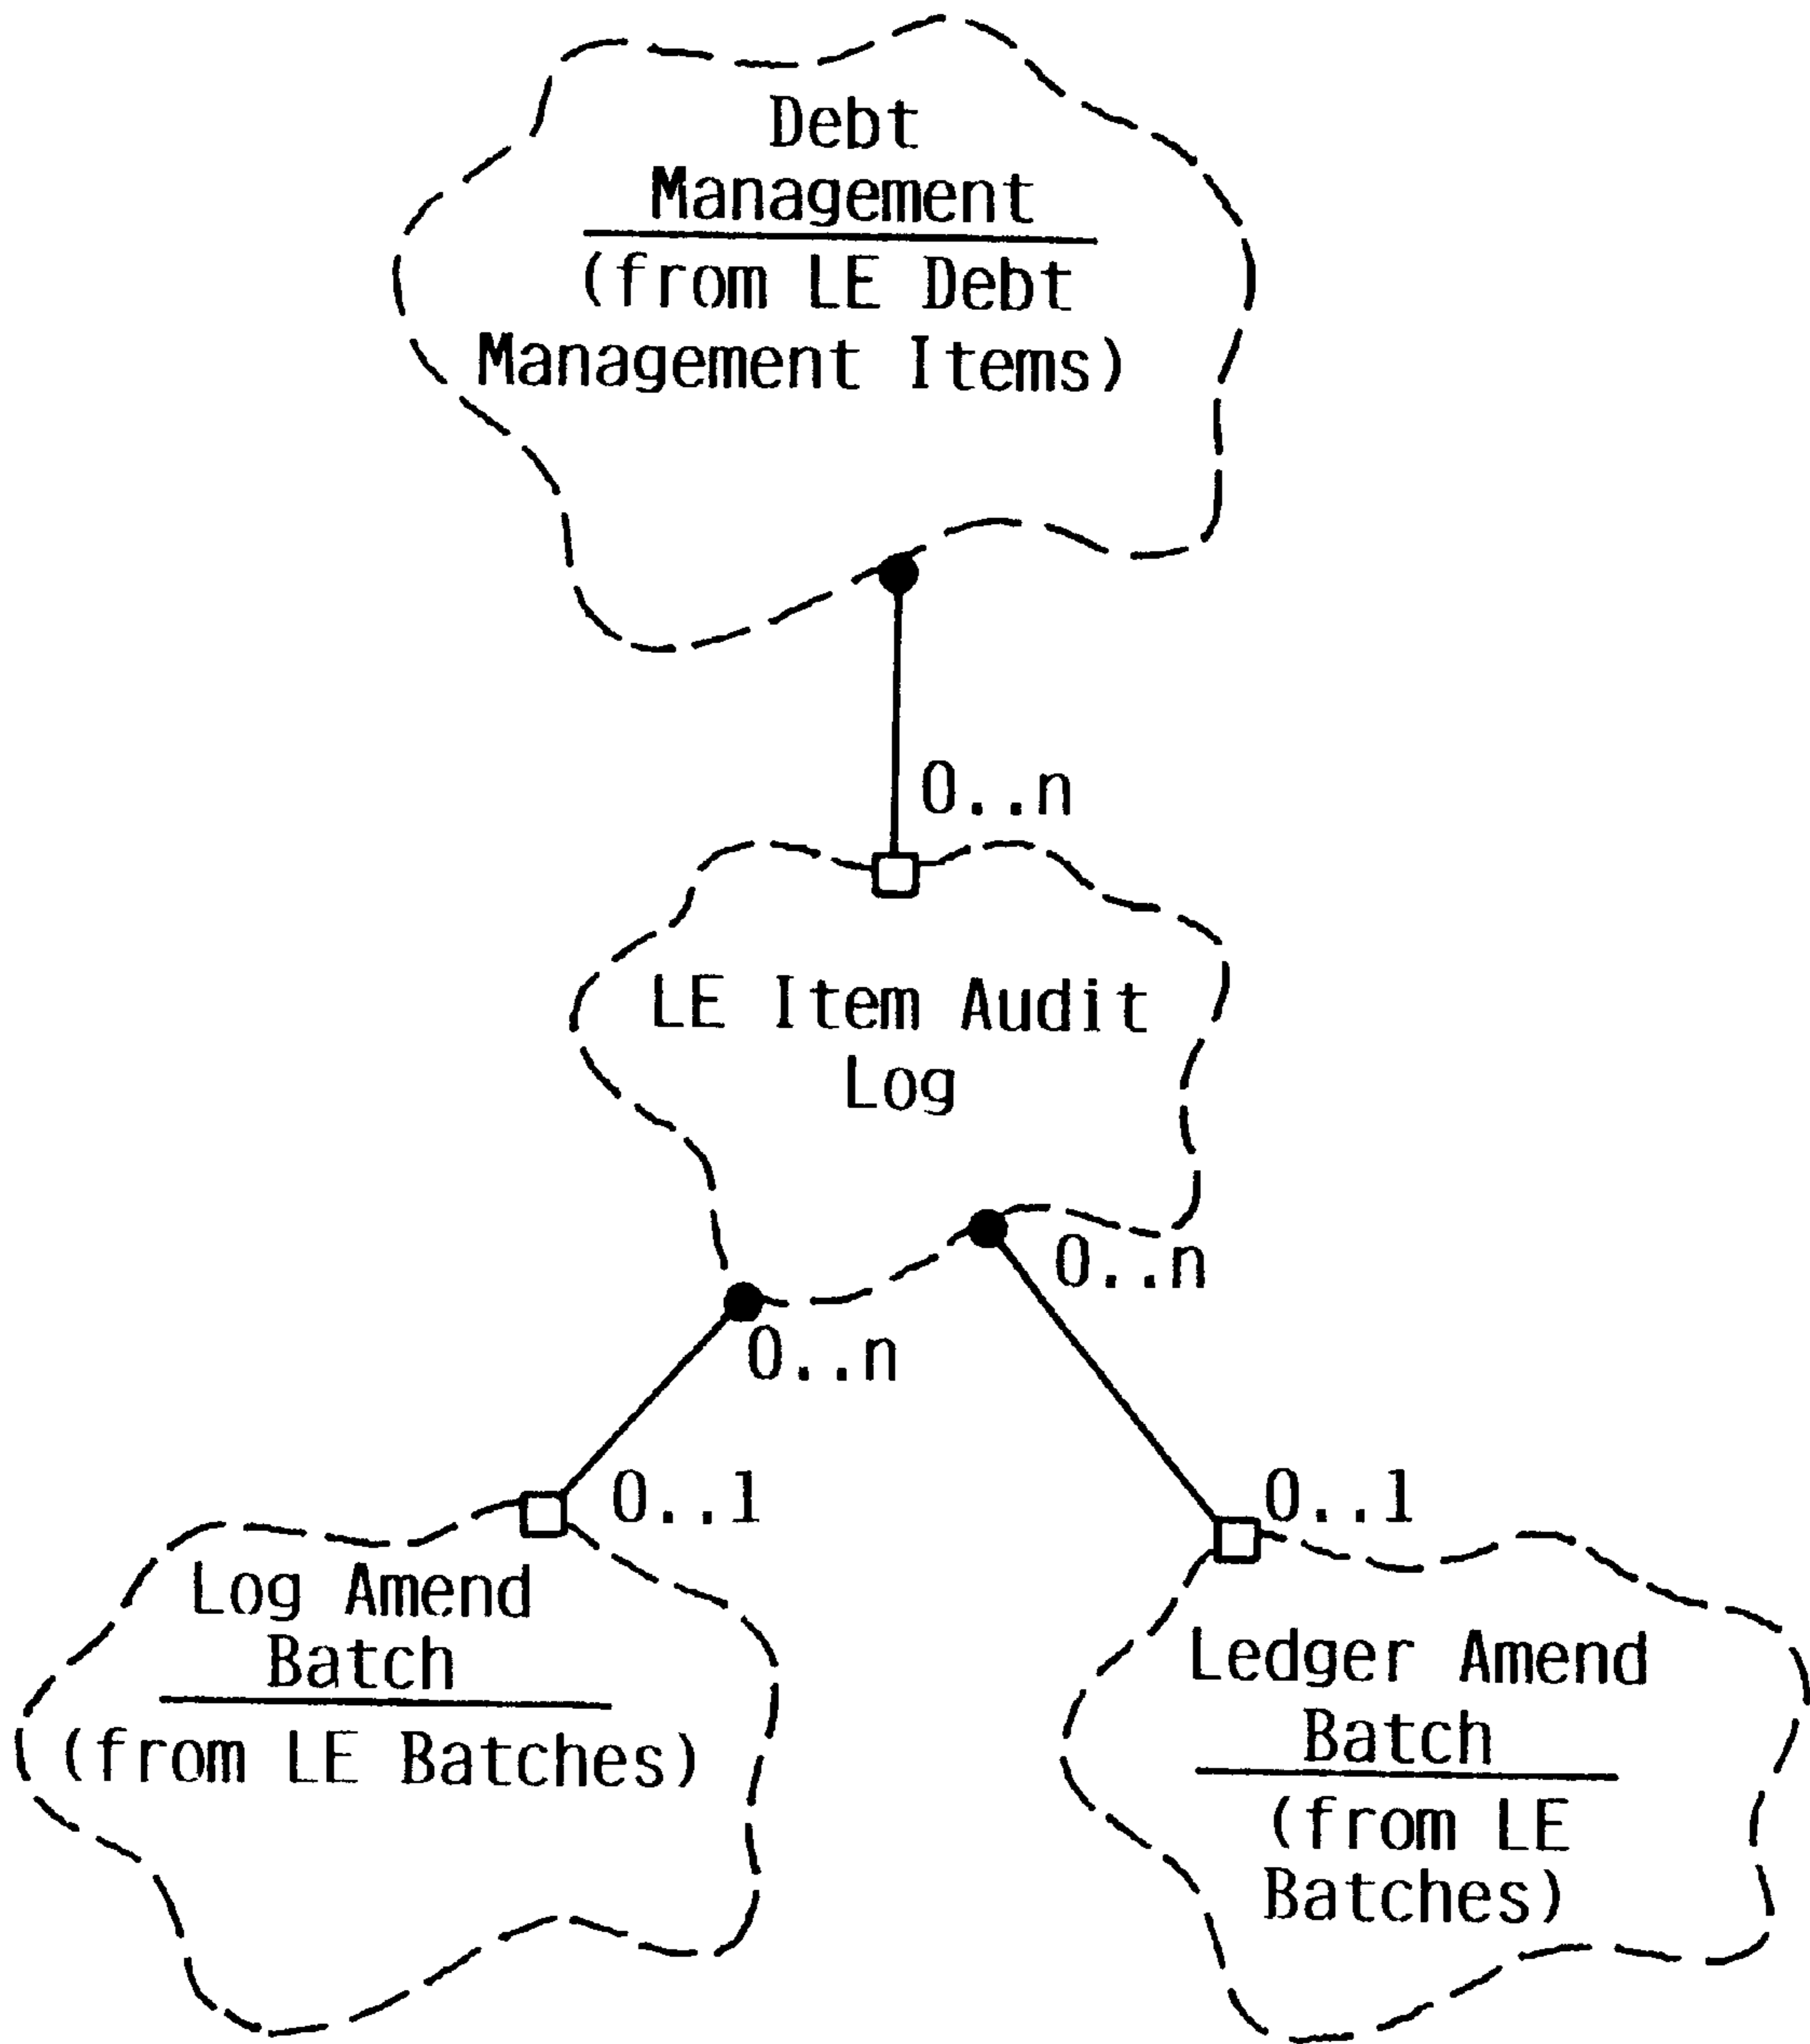 Debt
Management
(from LE Debt
Management Items)
0..n
LE Item Audit
Log
0..n
0..n
0..1
0..1
Log Amend
Batch
(from LE Batches)
Ledger Amend
Batch
(from LE
Batches)